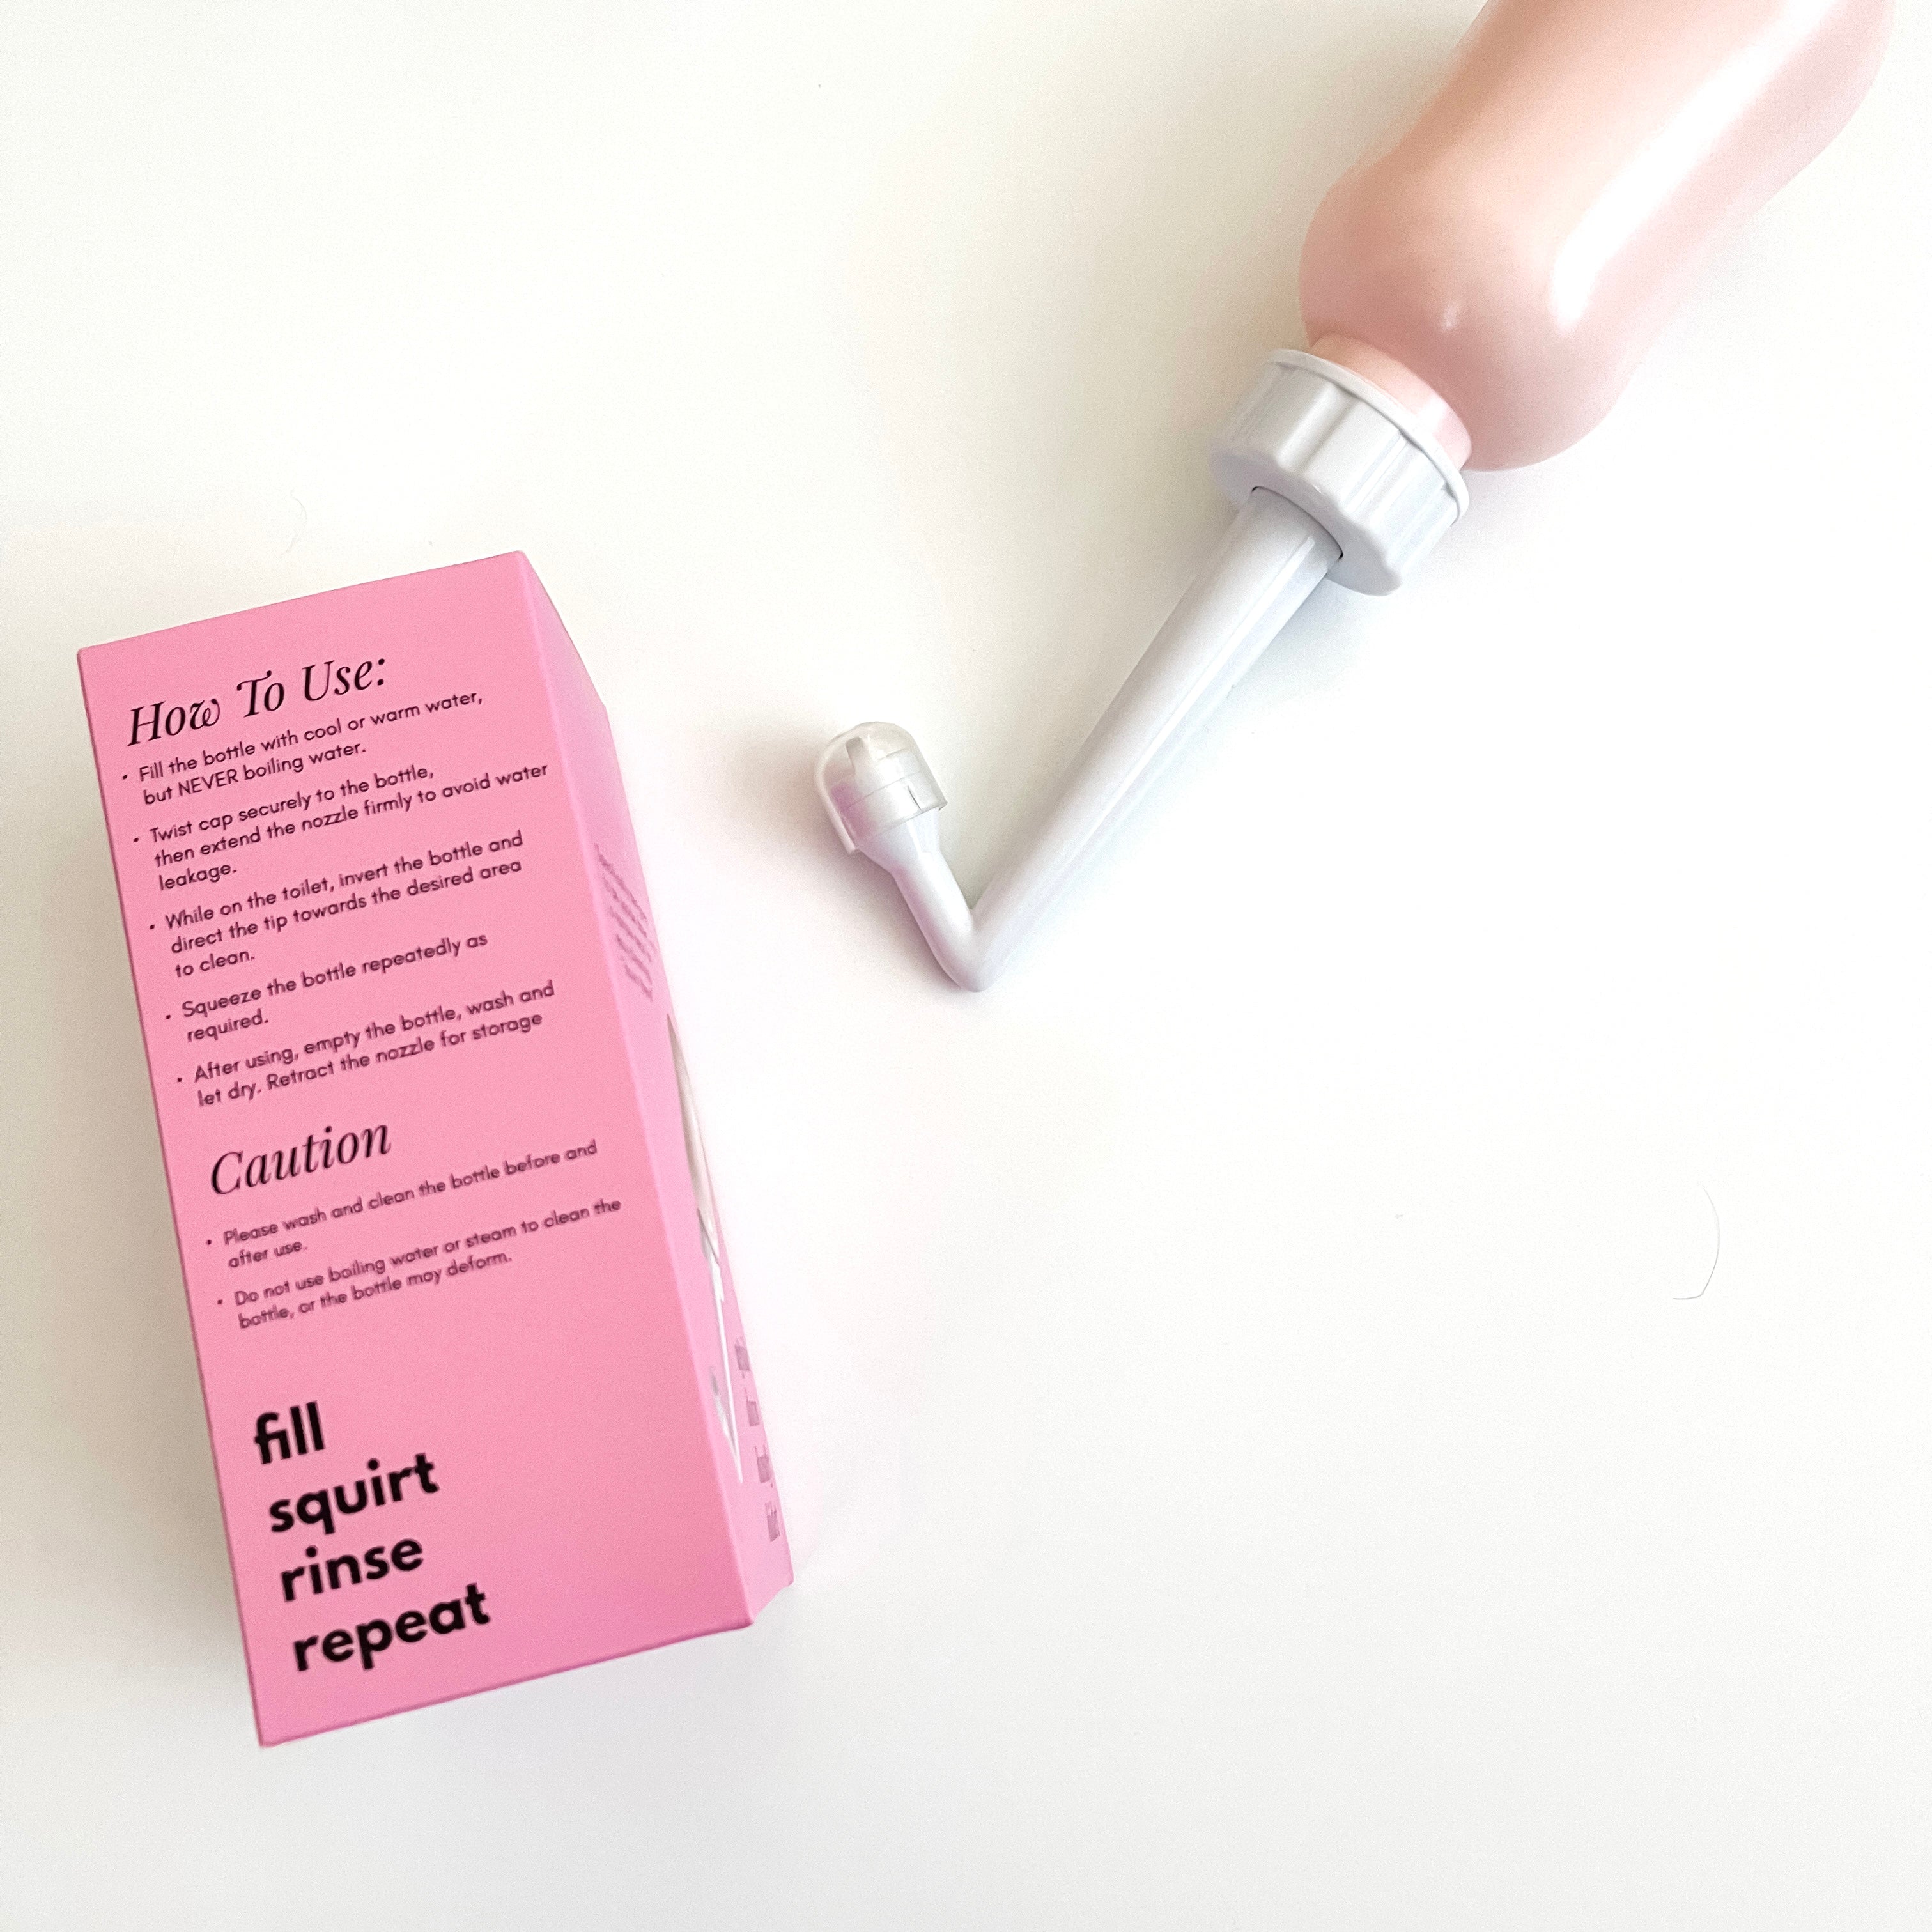 How To Use:
• Fill the bottle with cool or warm water,
but NEVER boiling water.
• Twist cap securely to the bottle,
then extend the nozzle firmly to avoid water
leakage.
• While on the toilet, invert the bottle and
direct the tip towards the desired area
to clean.
• Squeeze the bottle repeatedly as
required.
• After using, empty the bottle, wash and
let dry. Retract the nozzle for storage
Caution
• Please wash and clean the bottle before and
after use.
• Do not use boiling water or steam to clean the
bottle, or the bottle may deform.
fill
squirt
rinse
repeat